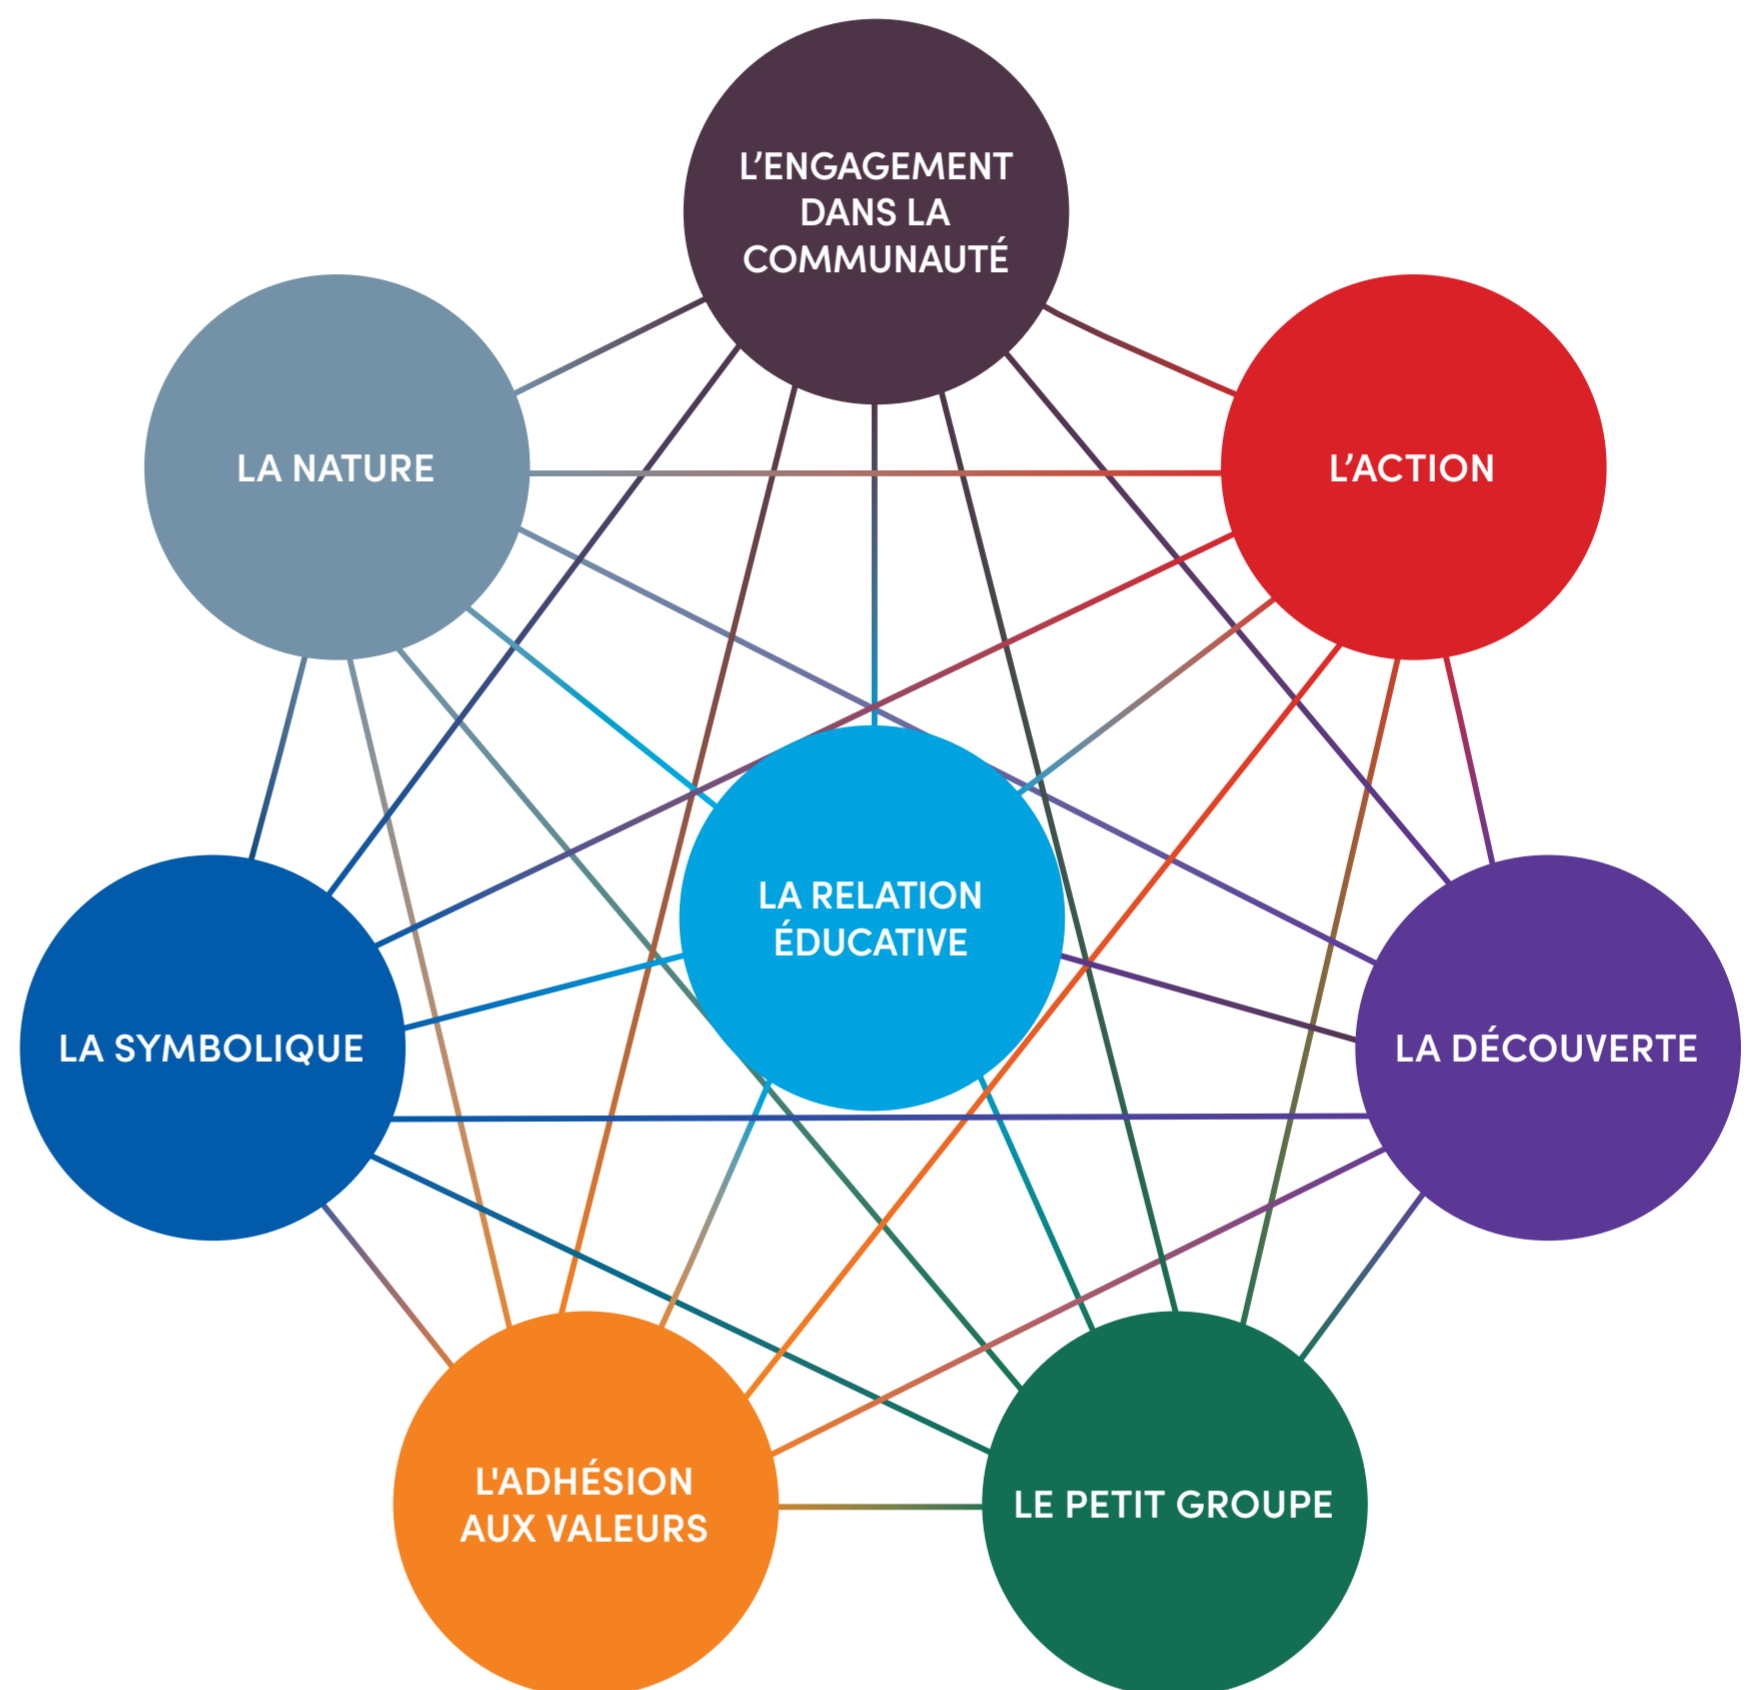 L’ENGAGEMENT
DANS LA
COMMUNAUTÉ
LA NATURE
L’ACTION
LA RELATION
ÉDUCATIVE
LA SYMBOLIQUE
LA DÉCOUVERTE
L'ADHÉSION
AUX VALEURS
LE PETIT GROUPE